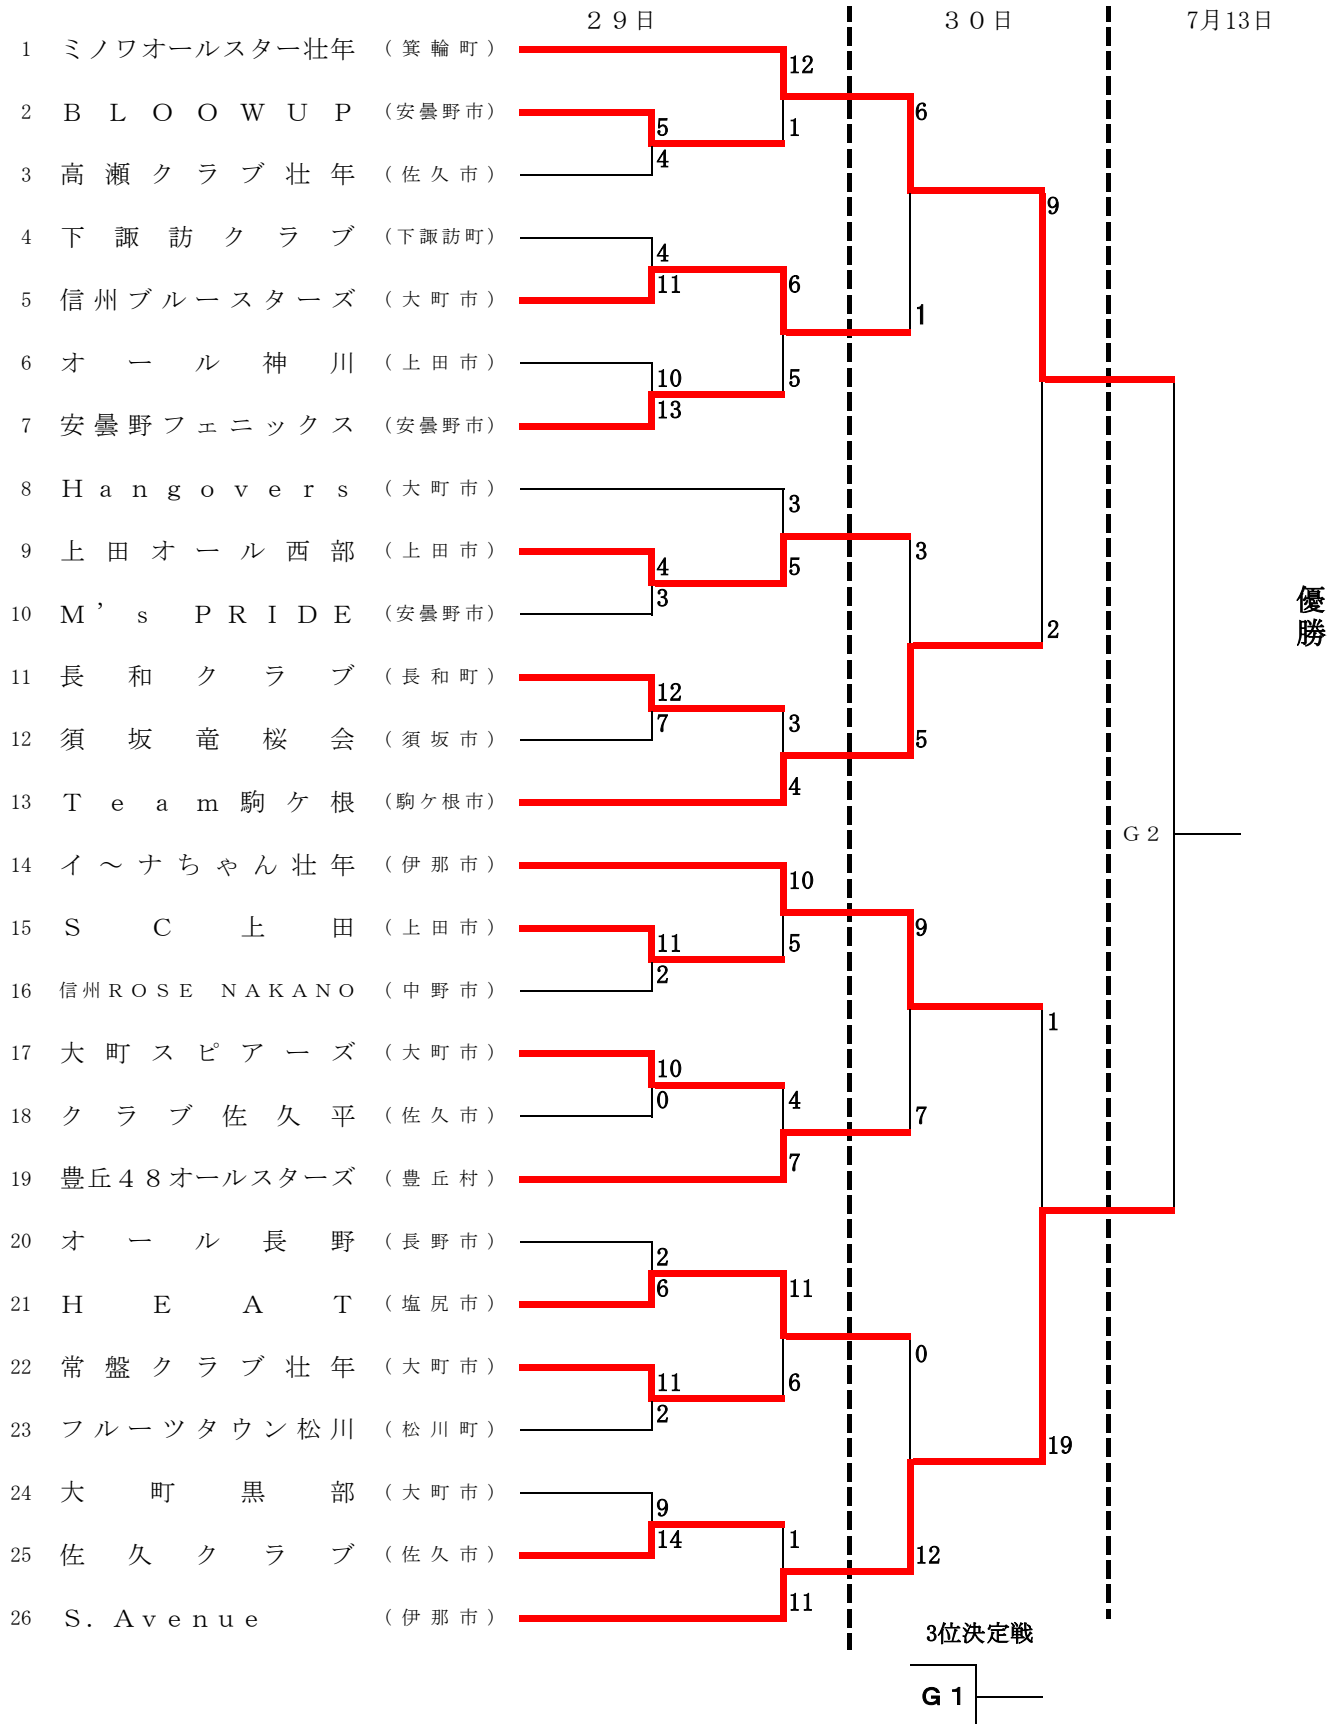 ２９日 ３０日 7月13日
1 ミノワオールスター壮年 （箕輪町） 12
2 ＢＬＯＯＷＵＰ （安曇野市） 5 1 6
3 高瀬クラブ壮年 （佐久市） 4
9
4 下諏訪クラブ （下諏訪町） 4
5 信州ブルースターズ （大町市） 11 6 1
6 オール神川 （上田市） 10 5
7 安曇野フェニックス （安曇野市） 13
8 Ｈａｎｇｏｖｅｒｓ （大町市） 3
9 上田オール西部 （上田市） 4 5 3
10 Ｍ’ｓ ＰＲＩＤＥ （安曇野市） 3
優勝
2
11 長和クラブ （長和町） 12
12 須坂竜桜会 （須坂市） 7 3 5
13 Ｔｅａｍ駒ケ根 （駒ケ根市） 4
Ｇ２
14 イ～ナちゃん壮年 （伊那市） 10
15 ＳＣ上田 （上田市） 11 5 9
16 信州ＲＯＳＥ ＮＡＫＡＮＯ （中野市） 2
1
17 大町スピアーズ （大町市） 10
18 クラブ佐久平 （佐久市） 0 4 7
19 豊丘４８オールスターズ （豊丘村） 7
20 オール長野 （長野市） 2
21 ＨＥＡＴ （塩尻市） 6 11
22 常盤クラブ壮年 （大町市） 11 6 0
23 フルーツタウン松川 （松川町） 2
19
24 大町黒部 （大町市） 9
25 佐久クラブ （佐久市） 14 1 12
26 Ｓ．Ａｖｅｎｕｅ （伊那市） 11
3位決定戦
Ｇ１